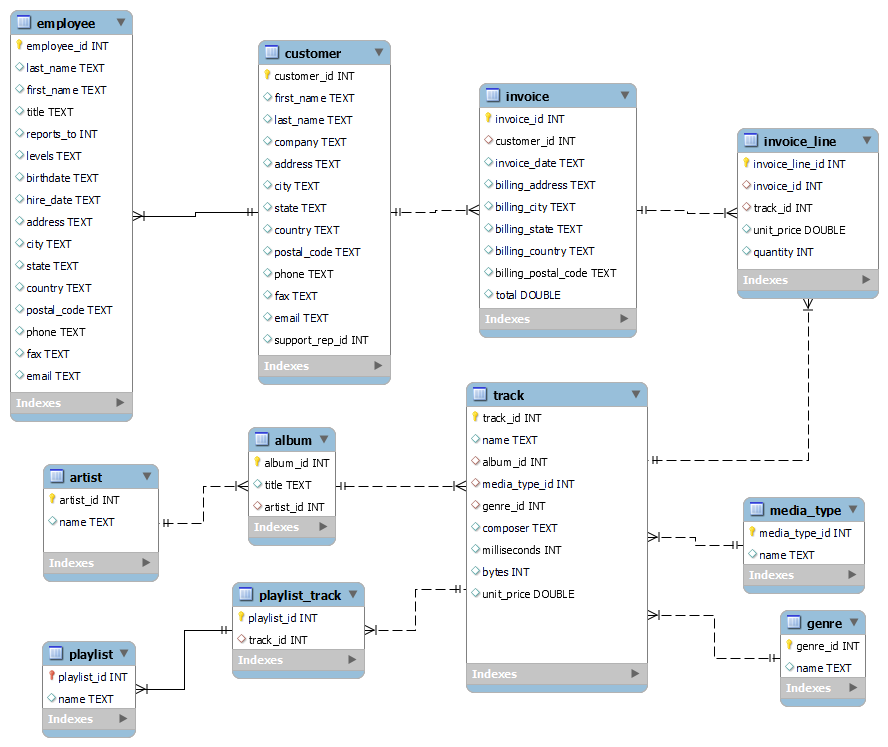 employee
employee_id INT
last_name TEXT
first_name TEXT
title TEXT
reports_to INT
levels TEXT
birthdate TEXT
hire_date TEXT
address TEXT
city TEXT
state TEXT
country TEXT
postal_code TEXT
phone TEXT
fax TEXT
email TEXT
Indexes
customer
customer_id INT
first_name TEXT
last_name TEXT
company TEXT
address TEXT
city TEXT
state TEXT
country TEXT
postal_code TEXT
phone TEXT
fax TEXT
email TEXT
support_rep_id INT
Indexes
invoice
invoice_id INT
customer_id INT
invoice_date TEXT
billing_address TEXT
billing_city TEXT
billing_state TEXT
billing_country TEXT
billing_postal_code TEXT
total DOUBLE
Indexes
invoice_line
invoice_line_id INT
invoice_id INT
track_id INT
unit_price DOUBLE
quantity INT
Indexes
artist
artist_id INT
name TEXT
Indexes
album
album_id INT
title TEXT
artist_id INT
Indexes
track
track_id INT
name TEXT
album_id INT
media_type_id INT
genre_id INT
composer TEXT
milliseconds INT
bytes INT
unit_price DOUBLE
Indexes
media_type
media_type_id INT
name TEXT
Indexes
playlist
playlist_id INT
name TEXT
Indexes
playlist_track
playlist_id INT
track_id INT
Indexes
genre
genre_id INT
name TEXT
Indexes